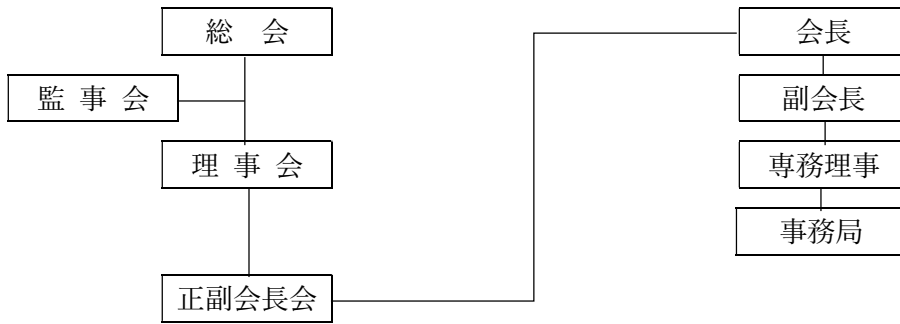 総　会
監 事 会
理 事 会
正副会長会
会長
副会長
専務理事
事務局